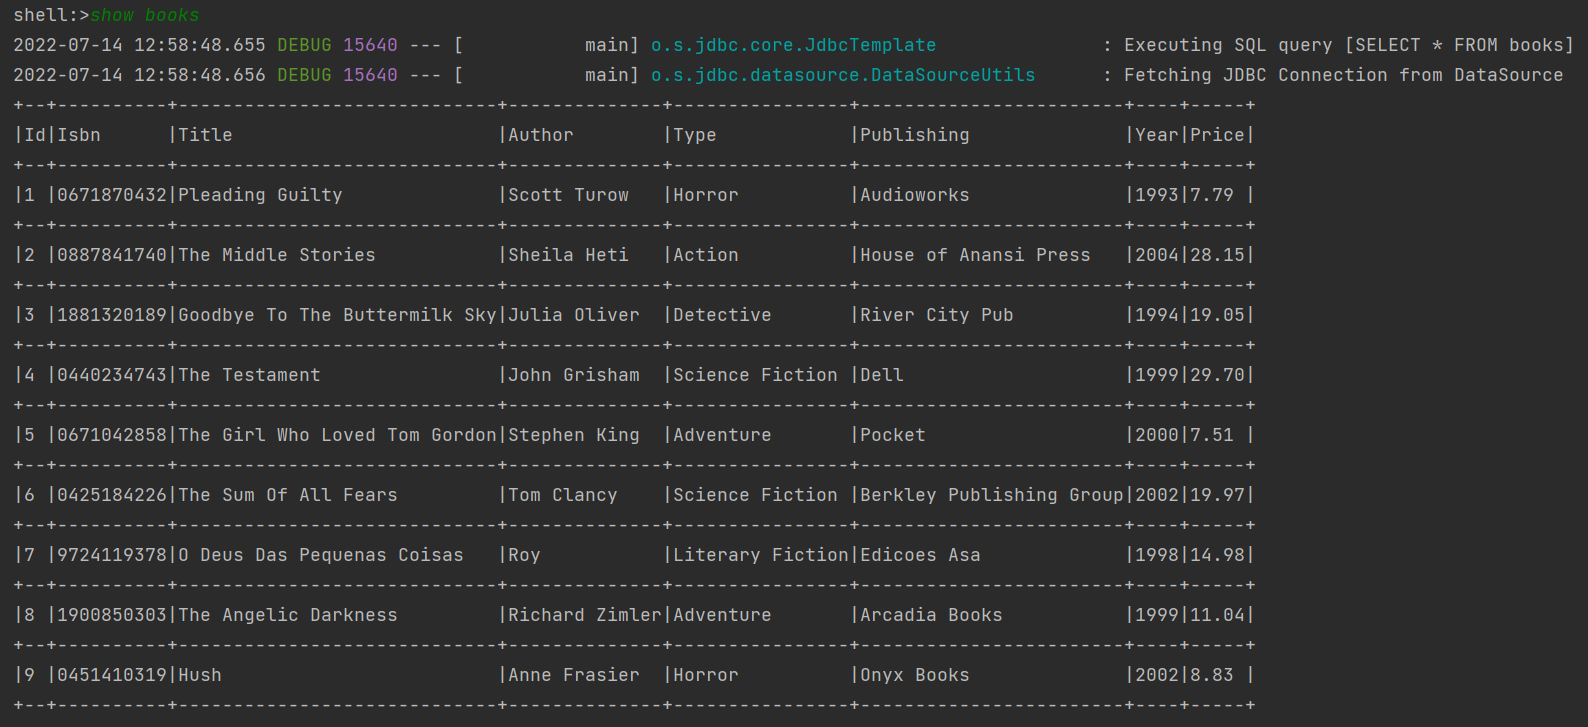 shell:>show books
2022-07-14 12:58:48.655 DEBUG 15640 --- [           main] o.s.jdbc.core.JdbcTemplate               : Executing SQL query [SELECT * FROM books]
2022-07-14 12:58:48.656 DEBUG 15640 --- [           main] o.s.jdbc.datasource.DataSourceUtils      : Fetching JDBC Connection from DataSource
+--+----------+-----------------------------+--------------+----------------+------------------------+----+-----+
|Id|Isbn      |Title                        |Author        |Type            |Publishing              |Year|Price|
+--+----------+-----------------------------+--------------+----------------+------------------------+----+-----+
|1 |0671870432|Pleading Guilty              |Scott Turow   |Horror          |Audioworks              |1993|7.79 |
+--+----------+-----------------------------+--------------+----------------+------------------------+----+-----+
|2 |0887841740|The Middle Stories           |Sheila Heti   |Action          |House of Anansi Press   |2004|28.15|
+--+----------+-----------------------------+--------------+----------------+------------------------+----+-----+
|3 |1881320189|Goodbye To The Buttermilk Sky|Julia Oliver  |Detective       |River City Pub          |1994|19.05|
+--+----------+-----------------------------+--------------+----------------+------------------------+----+-----+
|4 |0440234743|The Testament                |John Grisham  |Science Fiction |Dell                    |1999|29.70|
+--+----------+-----------------------------+--------------+----------------+------------------------+----+-----+
|5 |0671042858|The Girl Who Loved Tom Gordon|Stephen King  |Adventure       |Pocket                  |2000|7.51 |
+--+----------+-----------------------------+--------------+----------------+------------------------+----+-----+
|6 |0425184226|The Sum Of All Fears         |Tom Clancy    |Science Fiction |Berkley Publishing Group|2002|19.97|
+--+----------+-----------------------------+--------------+----------------+------------------------+----+-----+
|7 |9724119378|O Deus Das Pequenas Coisas   |Roy           |Literary Fiction|Edicoes Asa             |1998|14.98|
+--+----------+-----------------------------+--------------+----------------+------------------------+----+-----+
|8 |1900850303|The Angelic Darkness         |Richard Zimler|Adventure       |Arcadia Books           |1999|11.04|
+--+----------+-----------------------------+--------------+----------------+------------------------+----+-----+
|9 |0451410319|Hush                         |Anne Frasier  |Horror          |Onyx Books              |2002|8.83 |
+--+----------+-----------------------------+--------------+----------------+------------------------+----+-----+